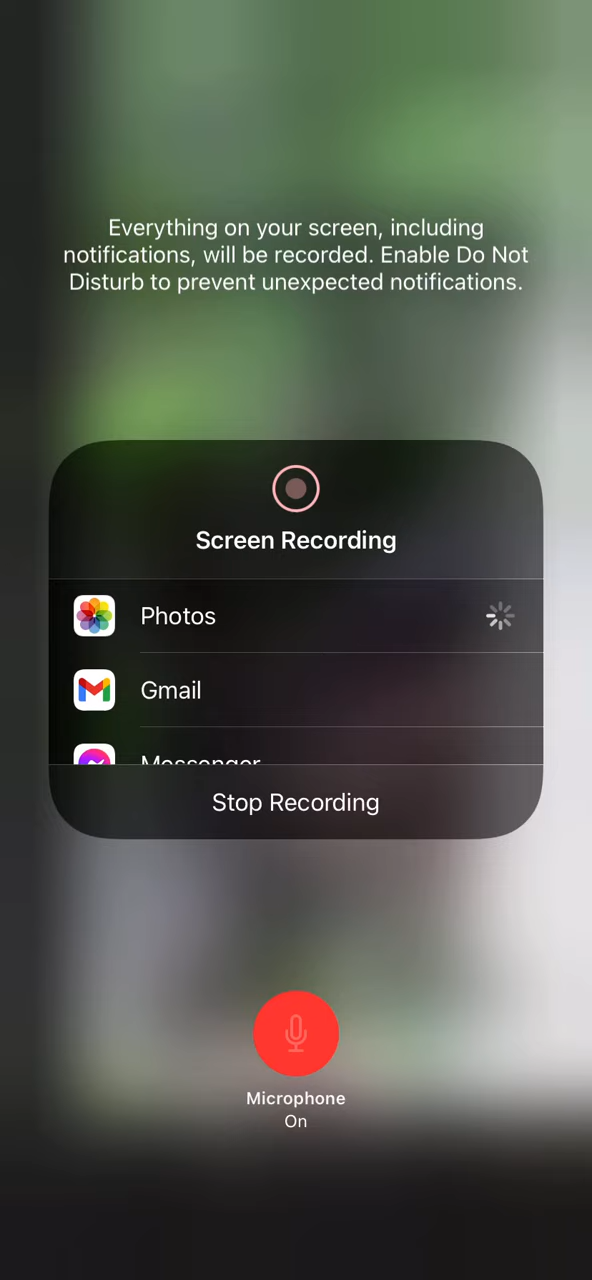 Everything on your screen, including
notifications, will be recorded. Enable Do Not
Disturb to prevent unexpected notifications.
Screen Recording
Photos
Gmail
Messenger
Stop Recording
Microphone
On